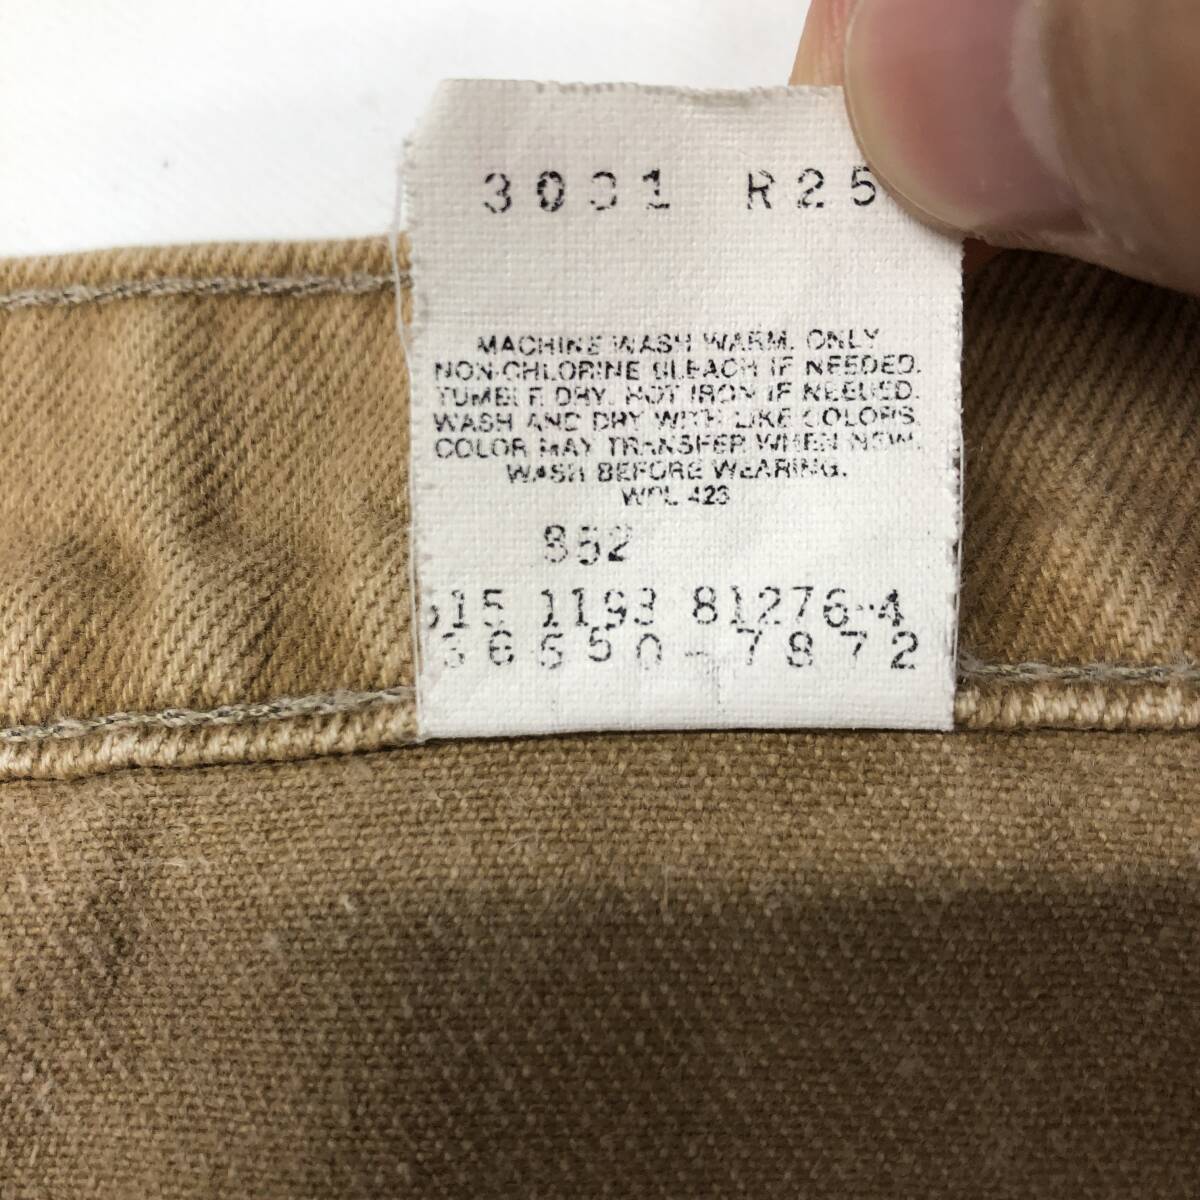 3001 R25
MACHINE WASH WARM. ONLY
NON-CHLORINE BLEACH IF NEEDED.
TUMBLE DRY. HOT IRON IF NEEDED.
WASH AND DRY WITH LIKE COLORS.
COLOR MAY TRANSFER WHEN NEW.
WASH BEFORE WEARING.
WPL 423
852
515 1193 81276-4
36550-7872